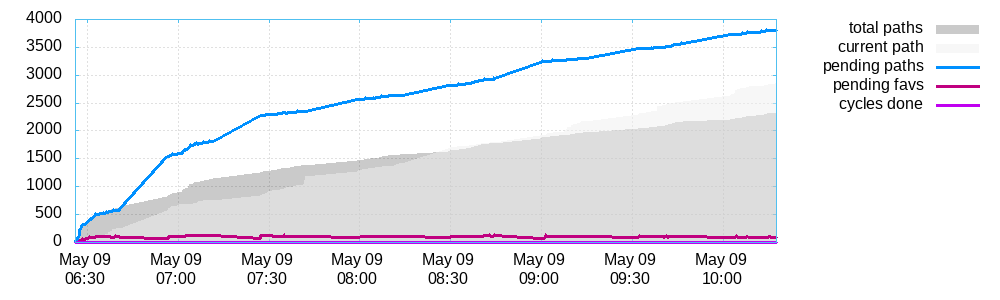 4000
3500
3000
2500
2000
1500
1000
500
0
May 09 May 09 May 09 May 09 May 09 May 09 May 09 May 09
06:30 07:00 07:30 08:00 08:30 09:00 09:30 10:00
total paths
current path
pending paths
pending favs
cycles done